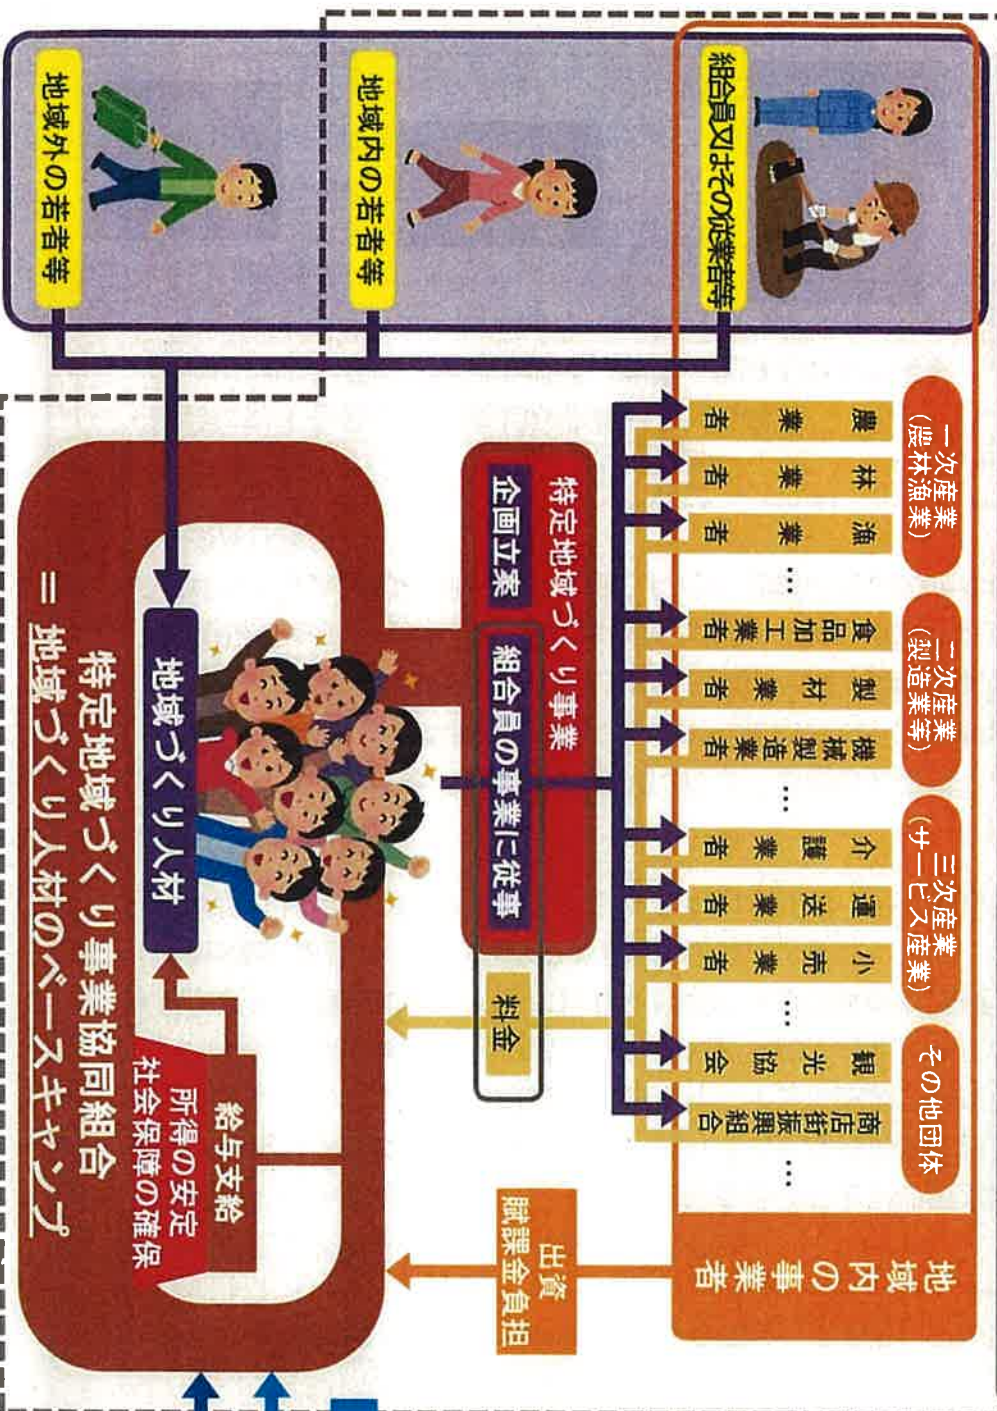 地域内の事業者
一次産業
(農林漁業)
二次産業
(製造業等)
三次産業
(サービス産業)
その他団体
農業者
林業者
漁業者
…
食品加工業者
製材業者
機械製造業者
…
介護業者
運送業者
小売業者
…
観光協会
商店街振興組合
…
組合員又はその従業者等
地域内の若者等
地域外の若者等
特定地域づくり事業
企画立案
組合員の事業に従事
料金
出資
賦課金負担
地域づくり人材
給与支給
所得の安定
社会保障の確保
特定地域づくり事業協同組合
=地域づくり人材のベースキャンプ